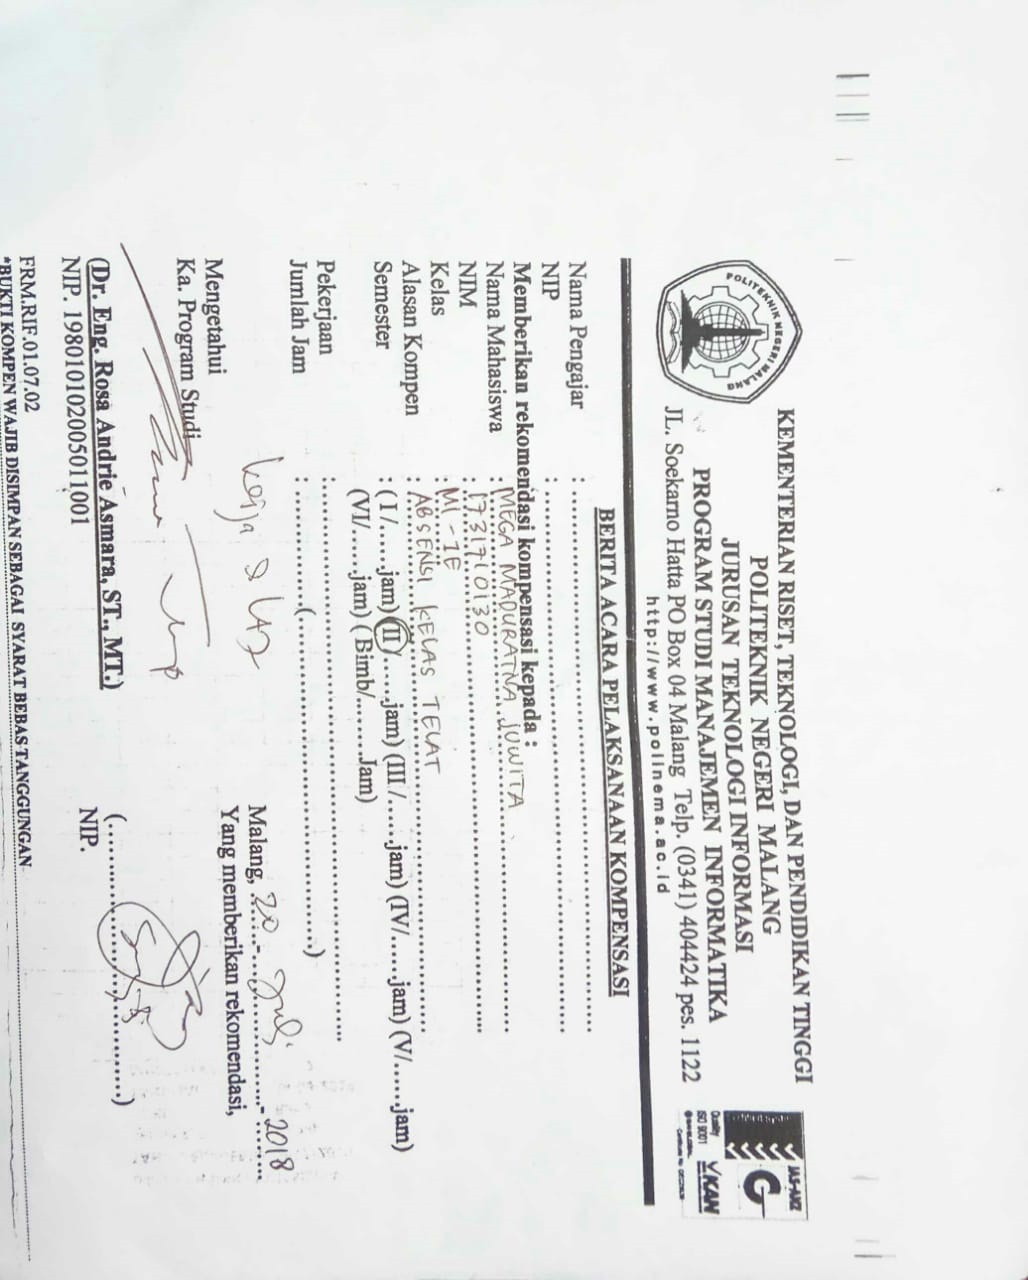 KEMENTERIAN RISET, TEKNOLOGI, DAN PENDIDIKAN TINGGI
POLITEKNIK NEGERI MALANG
JURUSAN TEKNOLOGI INFORMASI
PROGRAM STUDI MANAJEMEN INFORMATIKA
JL. Soekarno Hatta PO Box 04 Malang Telp. (0341) 404424 pes. 1122
http://www.polinema.ac.id
POLITEKNIK NEGERI MALANG
JAS-ANZ
Quality
ISO 9001
KAN
BERITA ACARA PELAKSANAAN KOMPENSASI
Nama Pengajar :
NIP :
Memberikan rekomendasi kompensasi kepada :
Nama Mahasiswa : MEGA MADURATNA JUWITA
NIM : 1731710130
Kelas : MI-1E
Alasan Kompen : ABSENSI KELAS TELAT
Semester : ( I /......jam) (II/......jam) (III /......jam) (IV/......jam) (V/......jam)
(VI/......jam) ( Bimb/........Jam)
Pekerjaan :
Jumlah Jam : ..................(..................)
Mengetahui
Ka. Program Studi
Malang, 20 - Juli - 2018
Yang memberikan rekomendasi,
(Dr. Eng. Rosa Andrie Asmara, ST., MT.)
NIP. 198010102005011001
(..................)
NIP.
FRM.RIF.01.07.02
*BUKTI KOMPEN WAJIB DISIMPAN SEBAGAI SYARAT BEBAS TANGGUNGAN